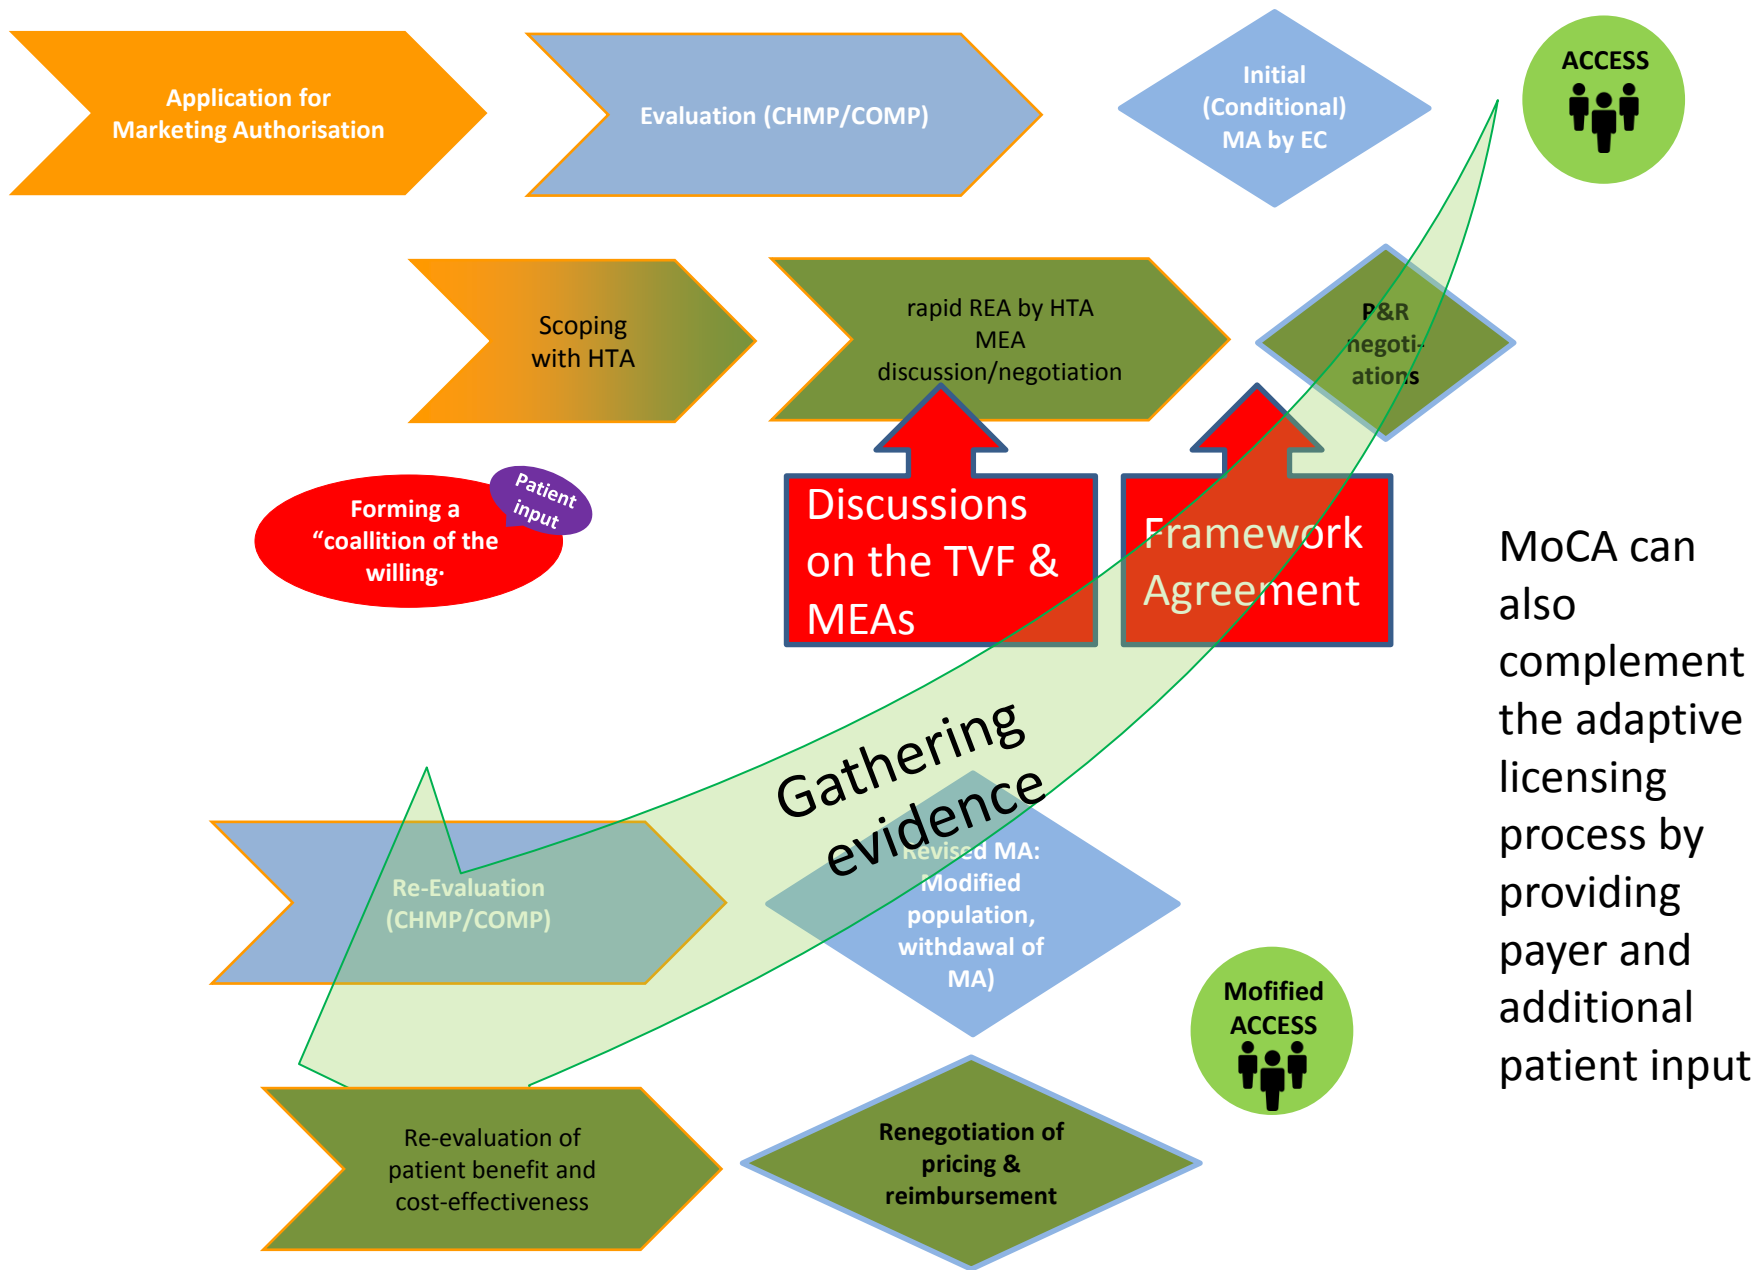 Application for
Marketing Authorisation
Evaluation (CHMP/COMP)
Initial
(Conditional)
MA by EC
ACCESS
Scoping
with HTA
rapid REA by HTA
MEA
discussion/negotiation
P&R
negoti-
ations
Forming a
“coallition of the
willing·
Patient
input
Discussions
on the TVF &
MEAs
Framework
Agreement
MoCA can
also
complement
the adaptive
licensing
process by
providing
payer and
additional
patient input
Gathering
evidence
Re-Evaluation
(CHMP/COMP)
Revised MA:
Modified
population,
withdawal of
MA)
Mofified
ACCESS
Re-evaluation of
patient benefit and
cost-effectiveness
Renegotiation of
pricing &
reimbursement